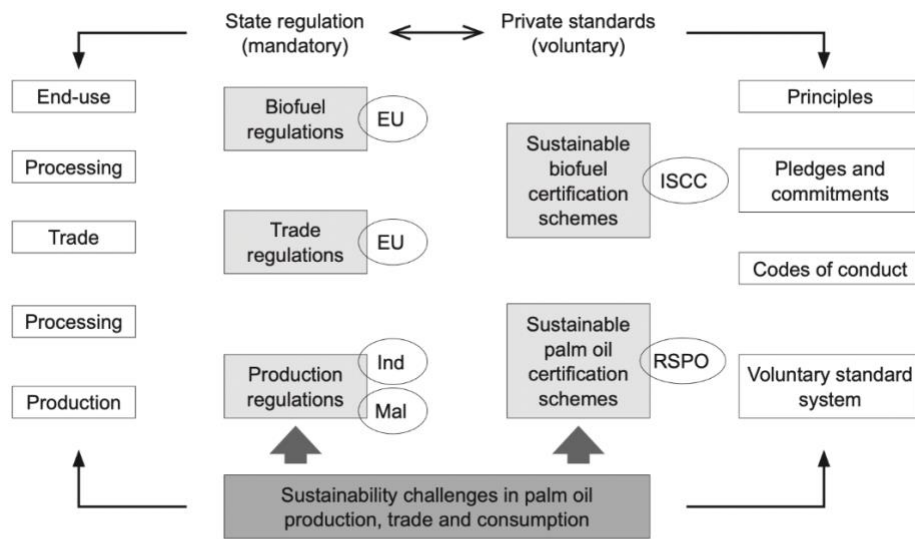 State regulation
(mandatory)
Private standards
(voluntary)
End-use
Processing
Trade
Processing
Production
Biofuel
regulations
EU
Trade
regulations
EU
Production
regulations
Ind
Mal
Sustainable
biofuel
certification
schemes
ISCC
Sustainable
palm oil
certification
schemes
RSPO
Principles
Pledges and
commitments
Codes of conduct
Voluntary standard
system
Sustainability challenges in palm oil
production, trade and consumption